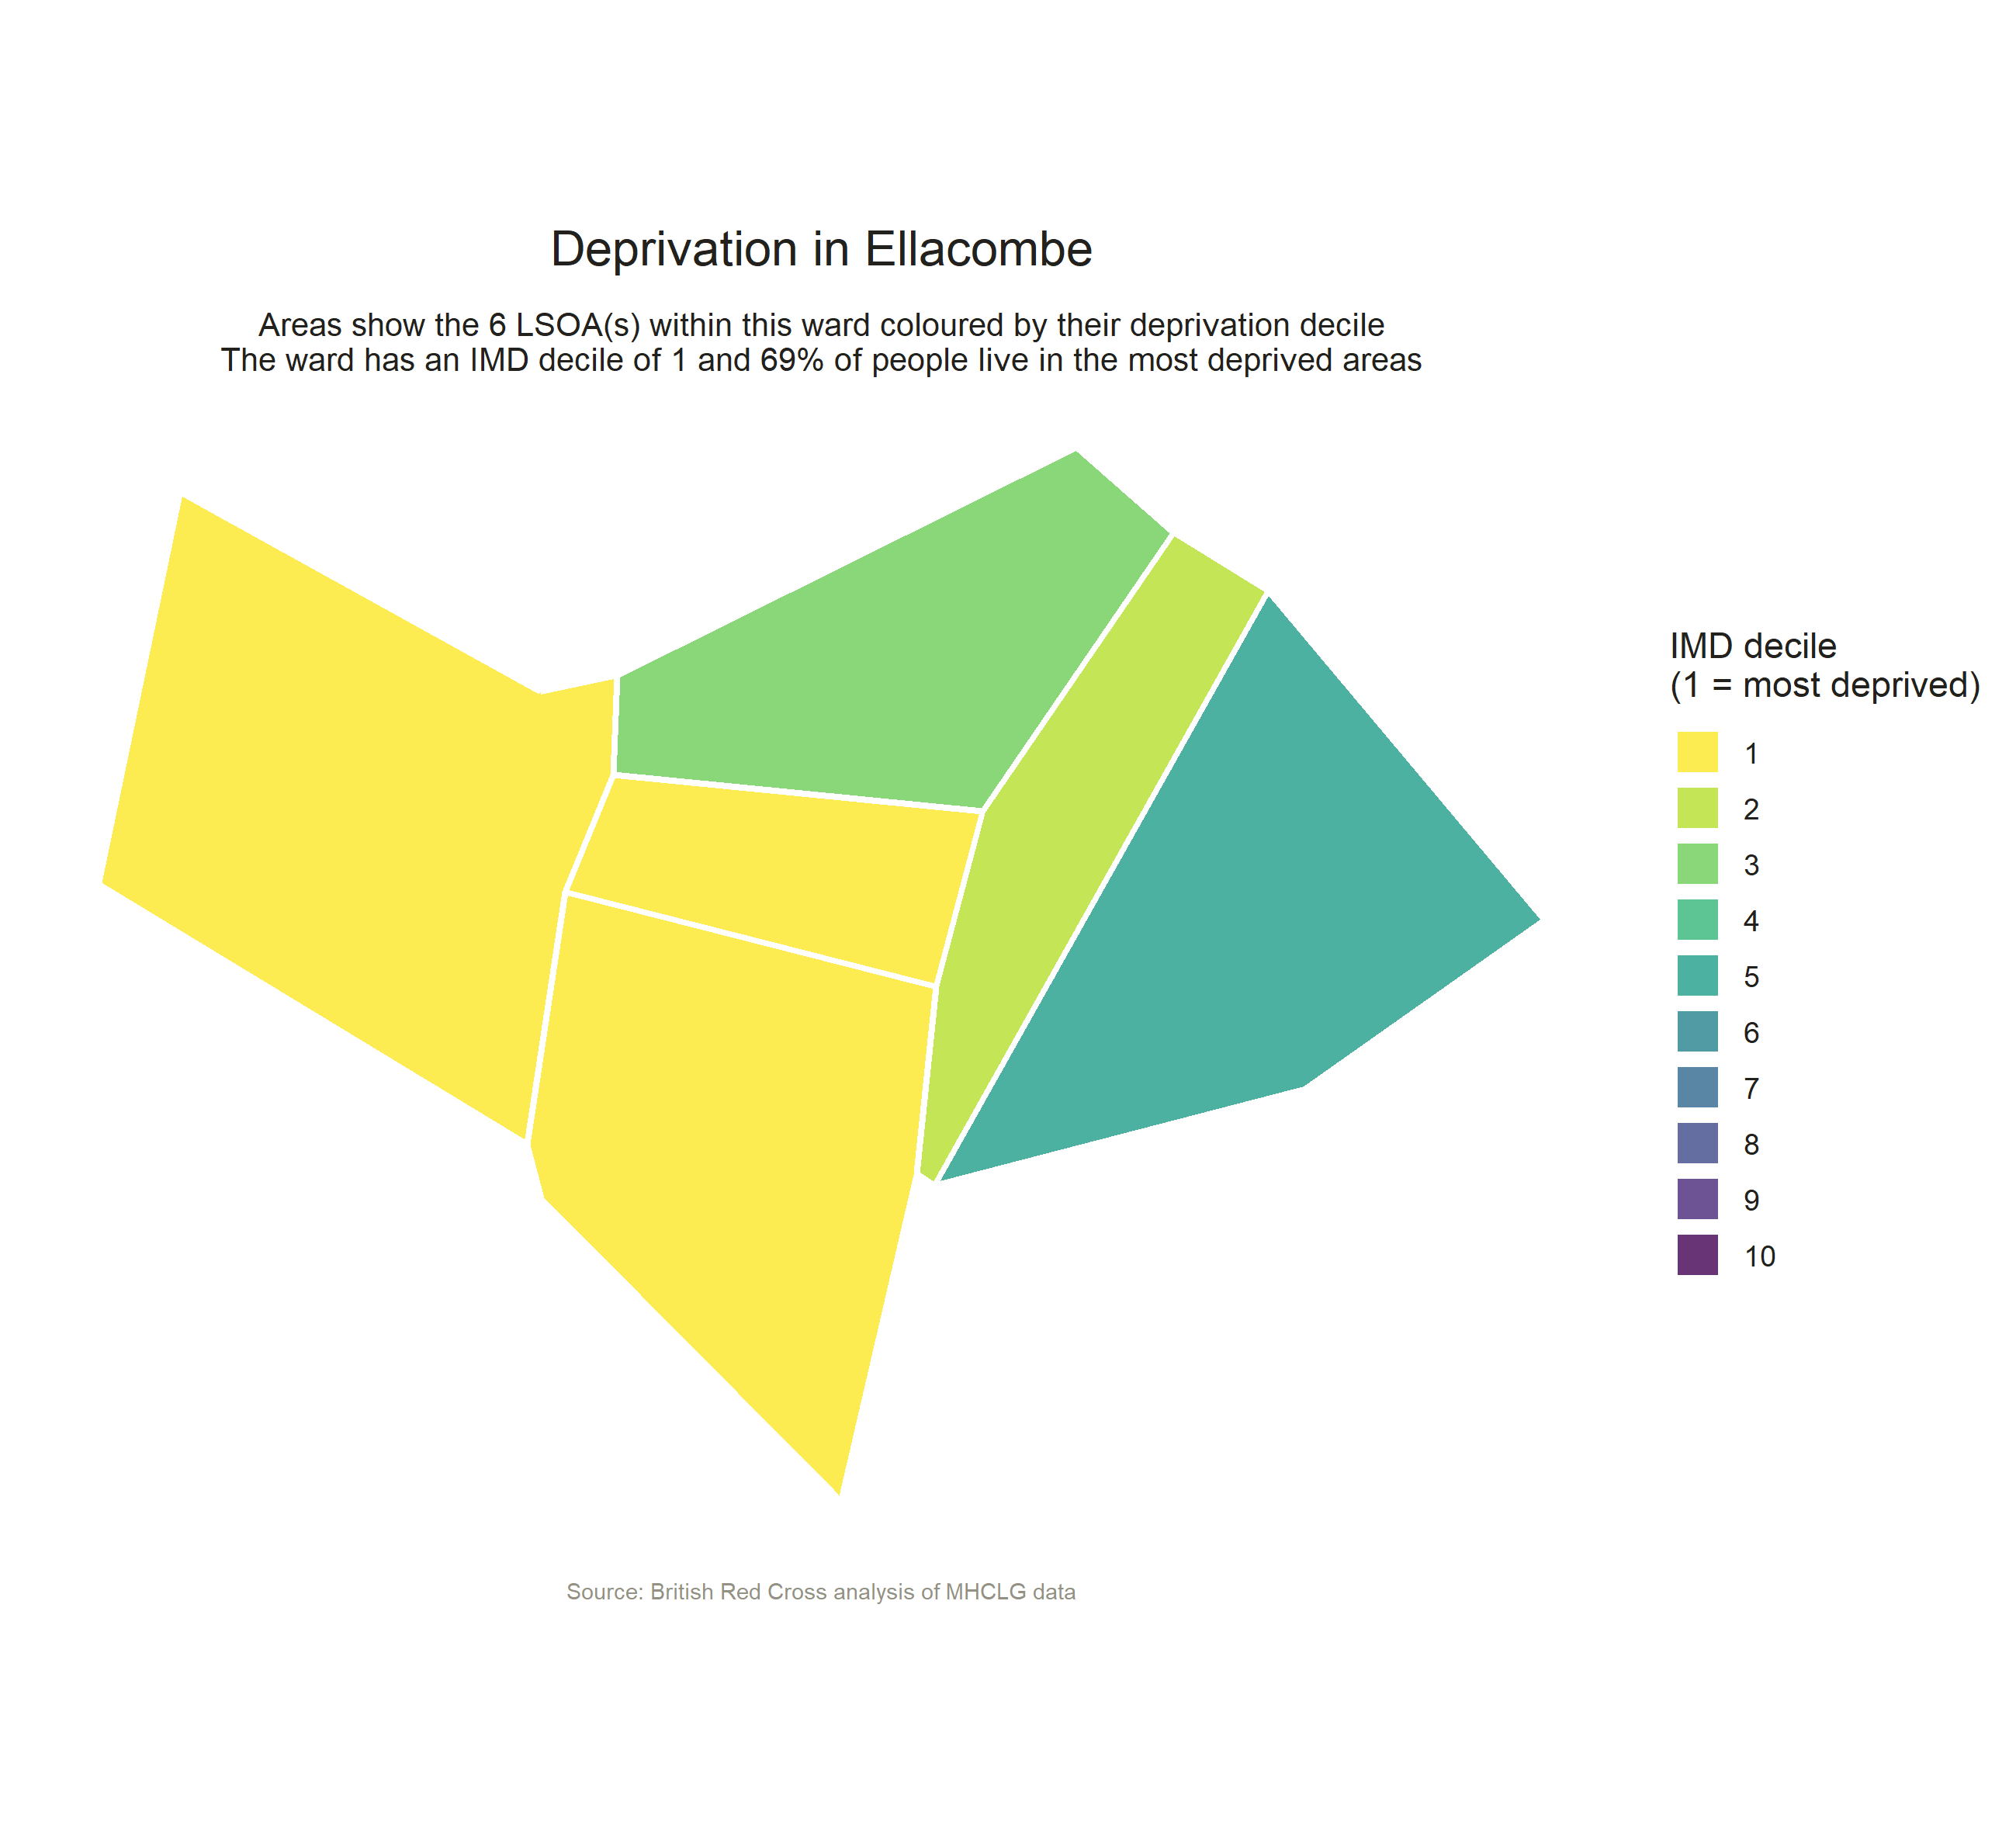 Deprivation in Ellacombe
Areas show the 6 LSOA(s) within this ward coloured by their deprivation decile
The ward has an IMD decile of 1 and 69% of people live in the most deprived areas
IMD decile
(1 = most deprived)
1
2
3
4
5
6
7
8
9
10
Source: British Red Cross analysis of MHCLG data